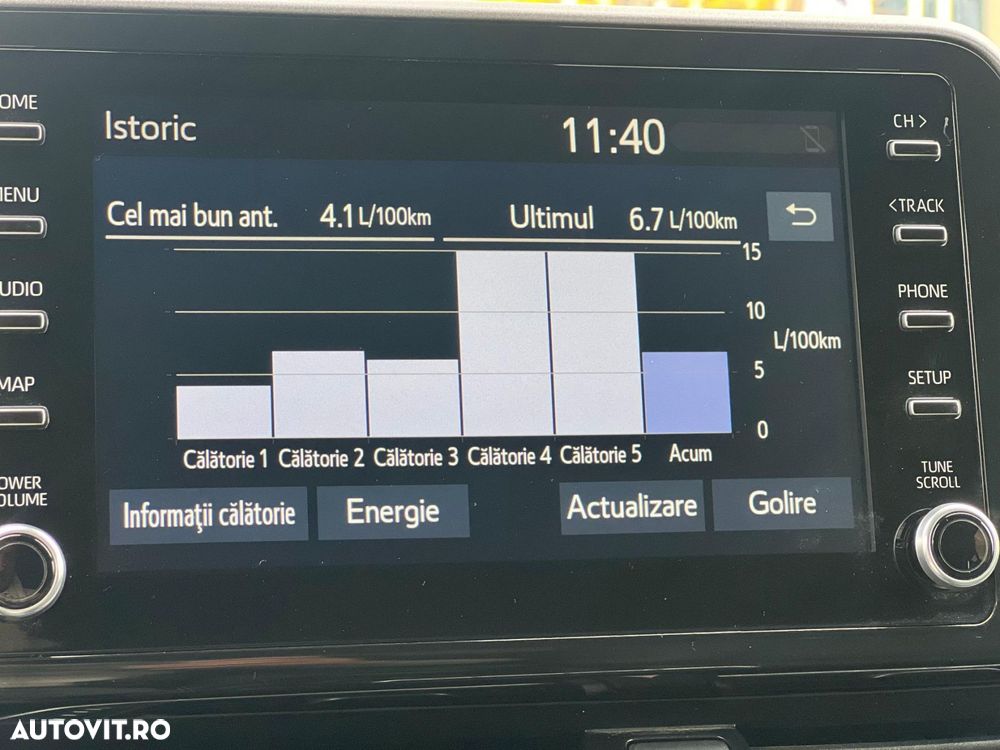 OME
CH >
Istoric
11:40
ENU
<TRACK
Cel mai bun ant. 4.1 L/100km
Ultimul 6.7 L/100km
15
UDIO
PHONE
10
L/100km
MAP
5
SETUP
0
Călătorie 1 Călătorie 2 Călătorie 3 Călătorie 4 Călătorie 5 Acum
OWER
OLUME
TUNE
SCROLL
Informaţii călătorie
Energie
Actualizare
Golire
AUTOVIT.RO